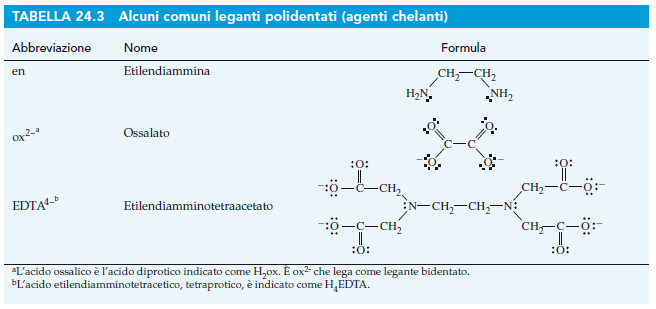 TABELLA 24.3 Alcuni comuni leganti polidentati (agenti chelanti)
Abbreviazione Nome Formula
en Etilendiammina
CH₂—CH₂
H₂N: :NH₂
ox²⁻ᵃ Ossalato
:O: :O:
C—C
⁻:O: :O:⁻
EDTA⁴⁻ᵇ Etilendiamminotetraacetato
:O: :O:
⁻:O—C—CH₂ CH₂—C—O:⁻
:N—CH₂—CH₂—N:
⁻:O—C—CH₂ CH₂—C—O:⁻
:O: :O:
ᵃL'acido ossalico è l'acido diprotico indicato come H₂ox. È ox²⁻ che lega come legante bidentato.
ᵇL'acido etilendiamminotetracetico, tetraprotico, è indicato come H₄EDTA.